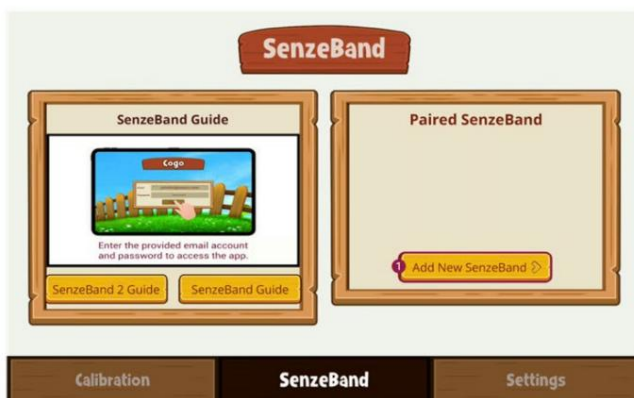 SenzeBand
SenzeBand Guide
Cogo
Enter the provided email account
and password to access the app.
SenzeBand 2 Guide
SenzeBand Guide
Paired SenzeBand
1 Add New SenzeBand
Calibration
SenzeBand
Settings